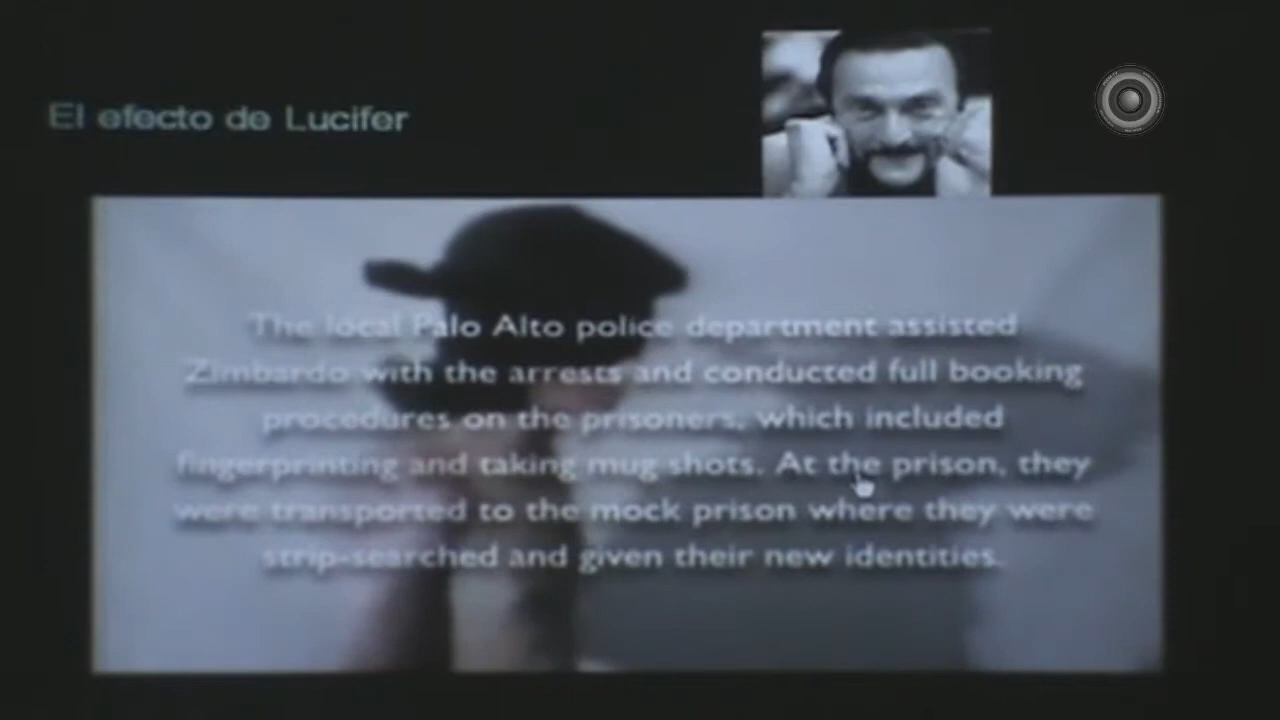 El efecto de Lucifer
The local Palo Alto police department assisted
Zimbardo with the arrests and conducted full booking
procedures on the prisoners, which included
fingerprinting and taking mug shots. At the prison, they
were transported to the mock prison where they were
strip-searched and given their new identities.